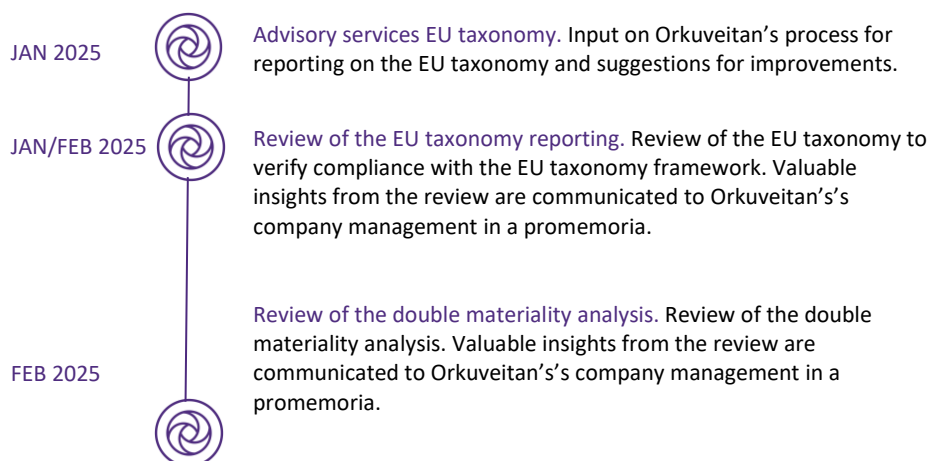 JAN 2025
Advisory services EU taxonomy. Input on Orkuveitan’s process for
reporting on the EU taxonomy and suggestions for improvements.
JAN/FEB 2025
Review of the EU taxonomy reporting. Review of the EU taxonomy to
verify compliance with the EU taxonomy framework. Valuable
insights from the review are communicated to Orkuveitan’s’s
company management in a promemoria.
FEB 2025
Review of the double materiality analysis. Review of the double
materiality analysis. Valuable insights from the review are
communicated to Orkuveitan’s’s company management in a
promemoria.